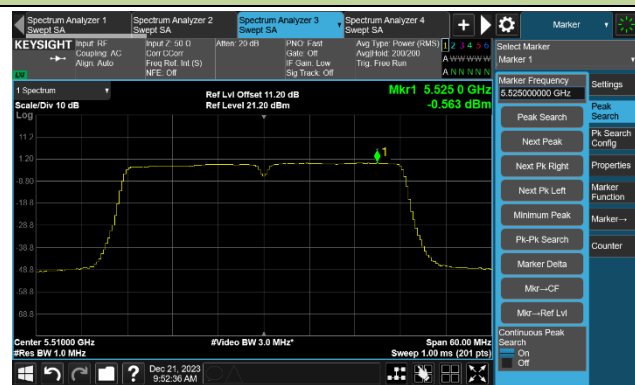 Spectrum Analyzer 1
Swept SA
Spectrum Analyzer 2
Swept SA
Spectrum Analyzer 3
Swept SA
Spectrum Analyzer 4
Swept SA
+
Marker
KEYSIGHT
Input: RF
Coupling: AC
Align: Auto
Input Z: 50 Ω
Corr CCorr
Freq Ref: Int (S)
NFE: Off
Atten: 20 dB
PNO: Fast
Gate: Off
IF Gain: Low
Sig Track: Off
Avg Type: Power (RMS)
Avg|Hold: 200/200
Trig: Free Run
1 2 3 4 5 6
A W W W W W
A N N N N N
Select Marker
Marker 1
LW
1 Spectrum
Scale/Div 10 dB
Log
Ref Lvl Offset 11.20 dB
Ref Level 21.20 dBm
Mkr1 5.525 0 GHz
-0.563 dBm
11.2
1.20
-8.80
-18.8
-28.8
-38.8
-48.8
-58.8
-68.8
1
Center 5.51000 GHz
#Res BW 1.0 MHz
#Video BW 3.0 MHz*
Span 60.00 MHz
Sweep 1.00 ms (201 pts)
Marker Frequency
5.525000000 GHz
Peak Search
Next Peak
Next Pk Right
Next Pk Left
Minimum Peak
Pk-Pk Search
Marker Delta
Mkr→CF
Mkr→Ref Lvl
Continuous Peak
Search
On
Off
Settings
Peak
Search
Pk Search
Config
Properties
Marker
Function
Marker→
Counter
?
Dec 21, 2023
9:52:36 AM